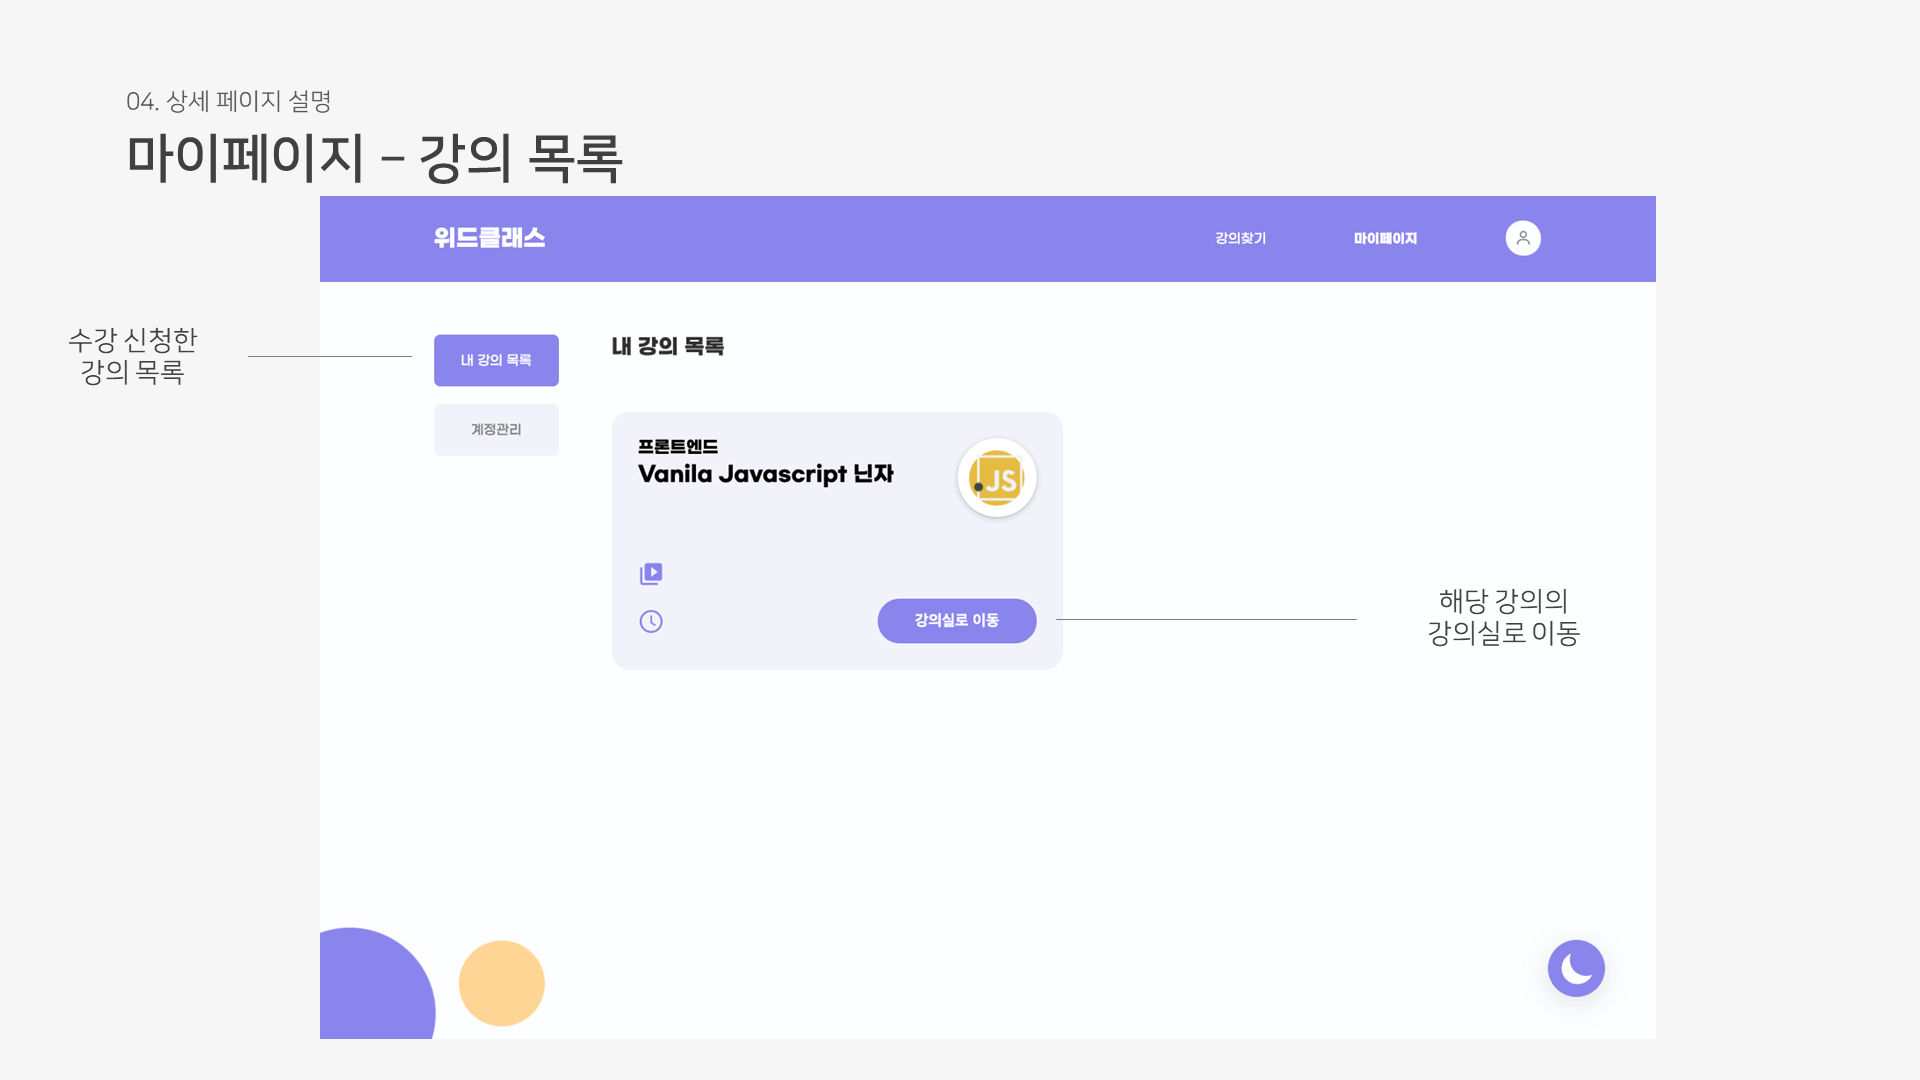 04. 상세 페이지 설명
마이페이지 – 강의 목록
위드클래스
강의찾기
마이페이지
수강 신청한
강의 목록
내 강의 목록
계정관리
내 강의 목록
프론트엔드
Vanila Javascript 닌자
JS
강의실로 이동
해당 강의의
강의실로 이동